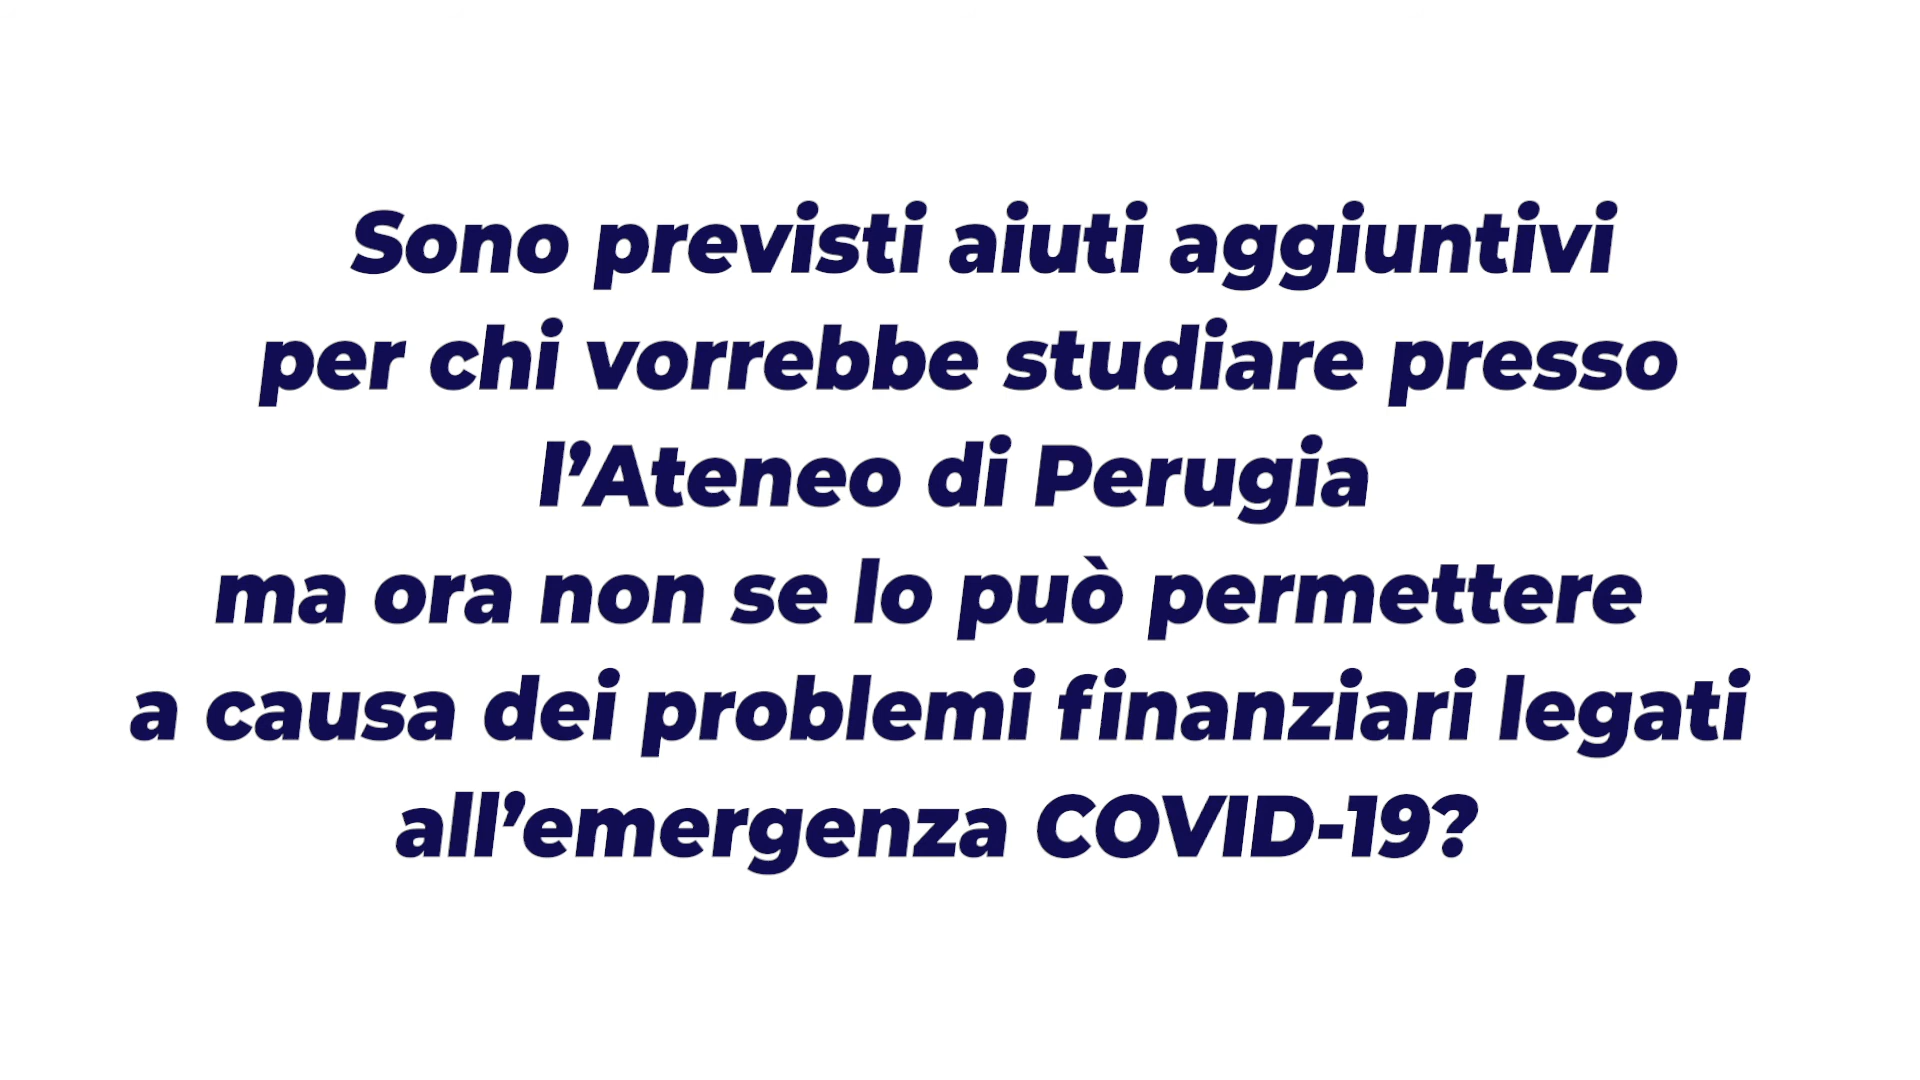 Sono previsti aiuti aggiuntivi
per chi vorrebbe studiare presso
l’Ateneo di Perugia
ma ora non se lo può permettere
a causa dei problemi finanziari legati
all’emergenza COVID-19?